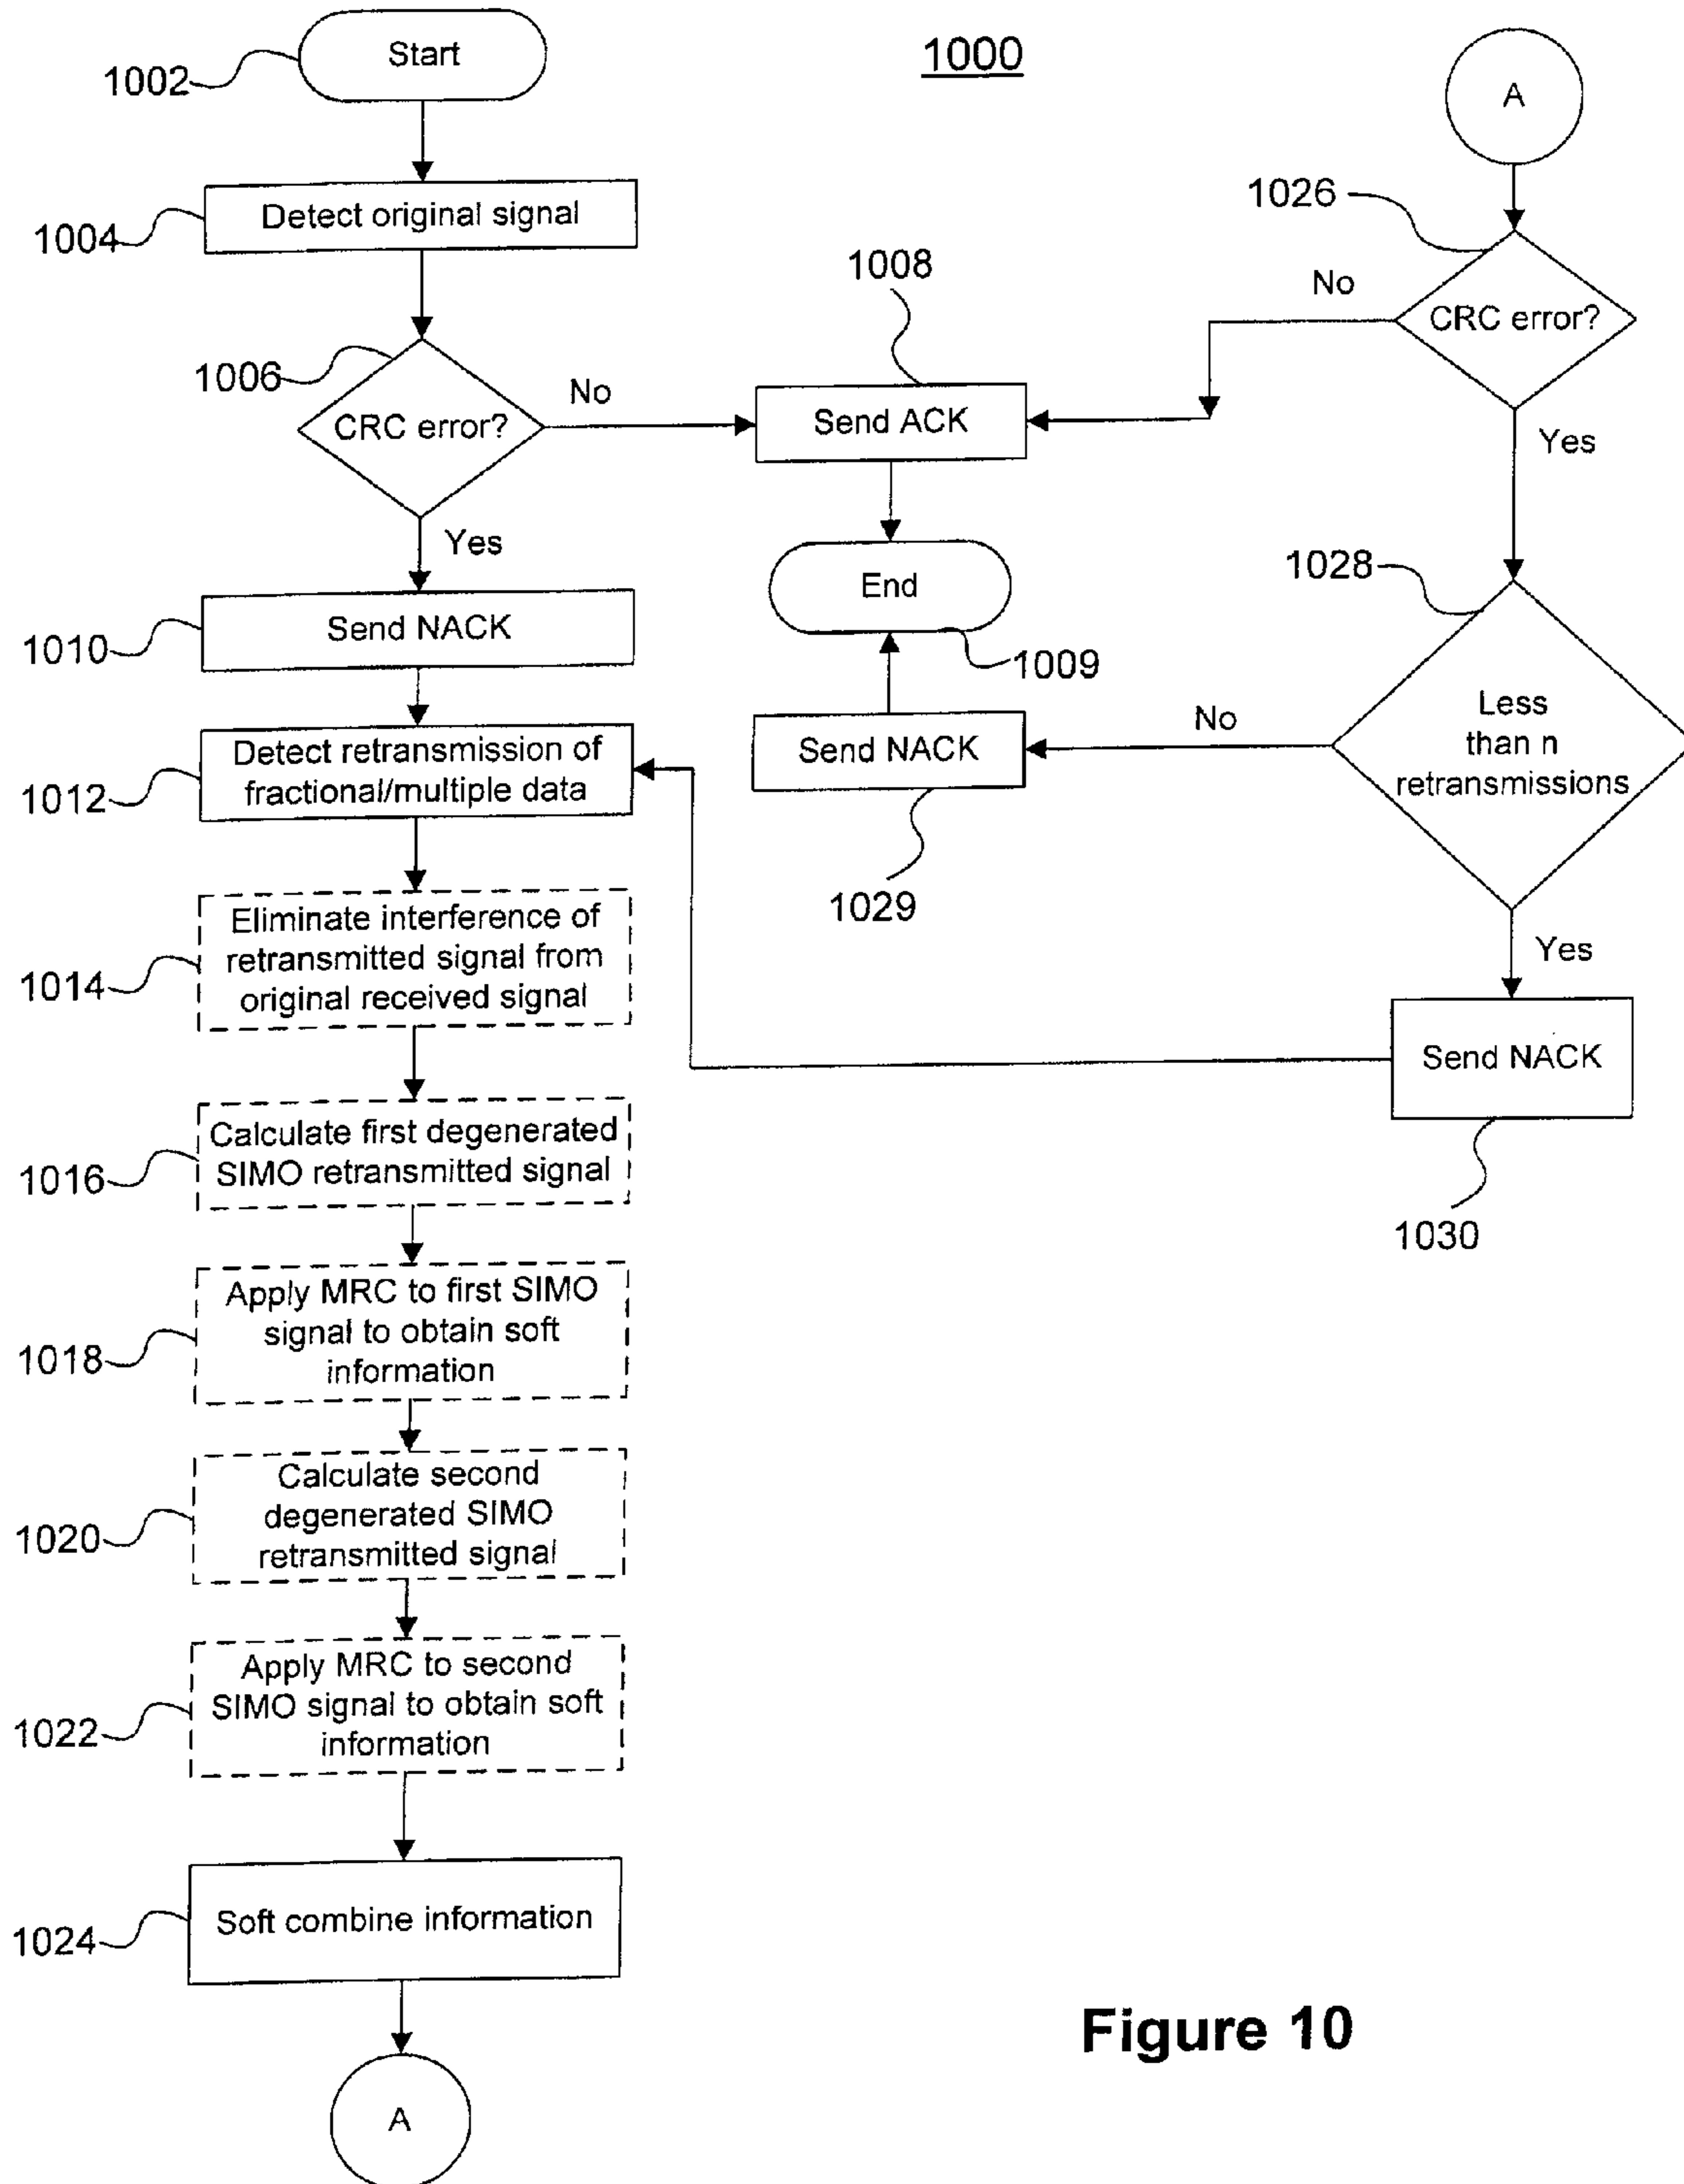 1000
Start
1002
Detect original signal
1004
1006
CRC error?
No
Yes
1008
Send ACK
End
1009
Send NACK
1010
Detect retransmission of
fractional/multiple data
1012
Eliminate interference of
retransmitted signal from
original received signal
1014
Calculate first degenerated
SIMO retransmitted signal
1016
Apply MRC to first SIMO
signal to obtain soft
information
1018
Calculate second
degenerated SIMO
retransmitted signal
1020
Apply MRC to second
SIMO signal to obtain soft
information
1022
Soft combine information
1024
A
A
1026
CRC error?
No
Yes
1028
Less
than n
retransmissions
No
Send NACK
1029
Yes
Send NACK
1030
Figure 10